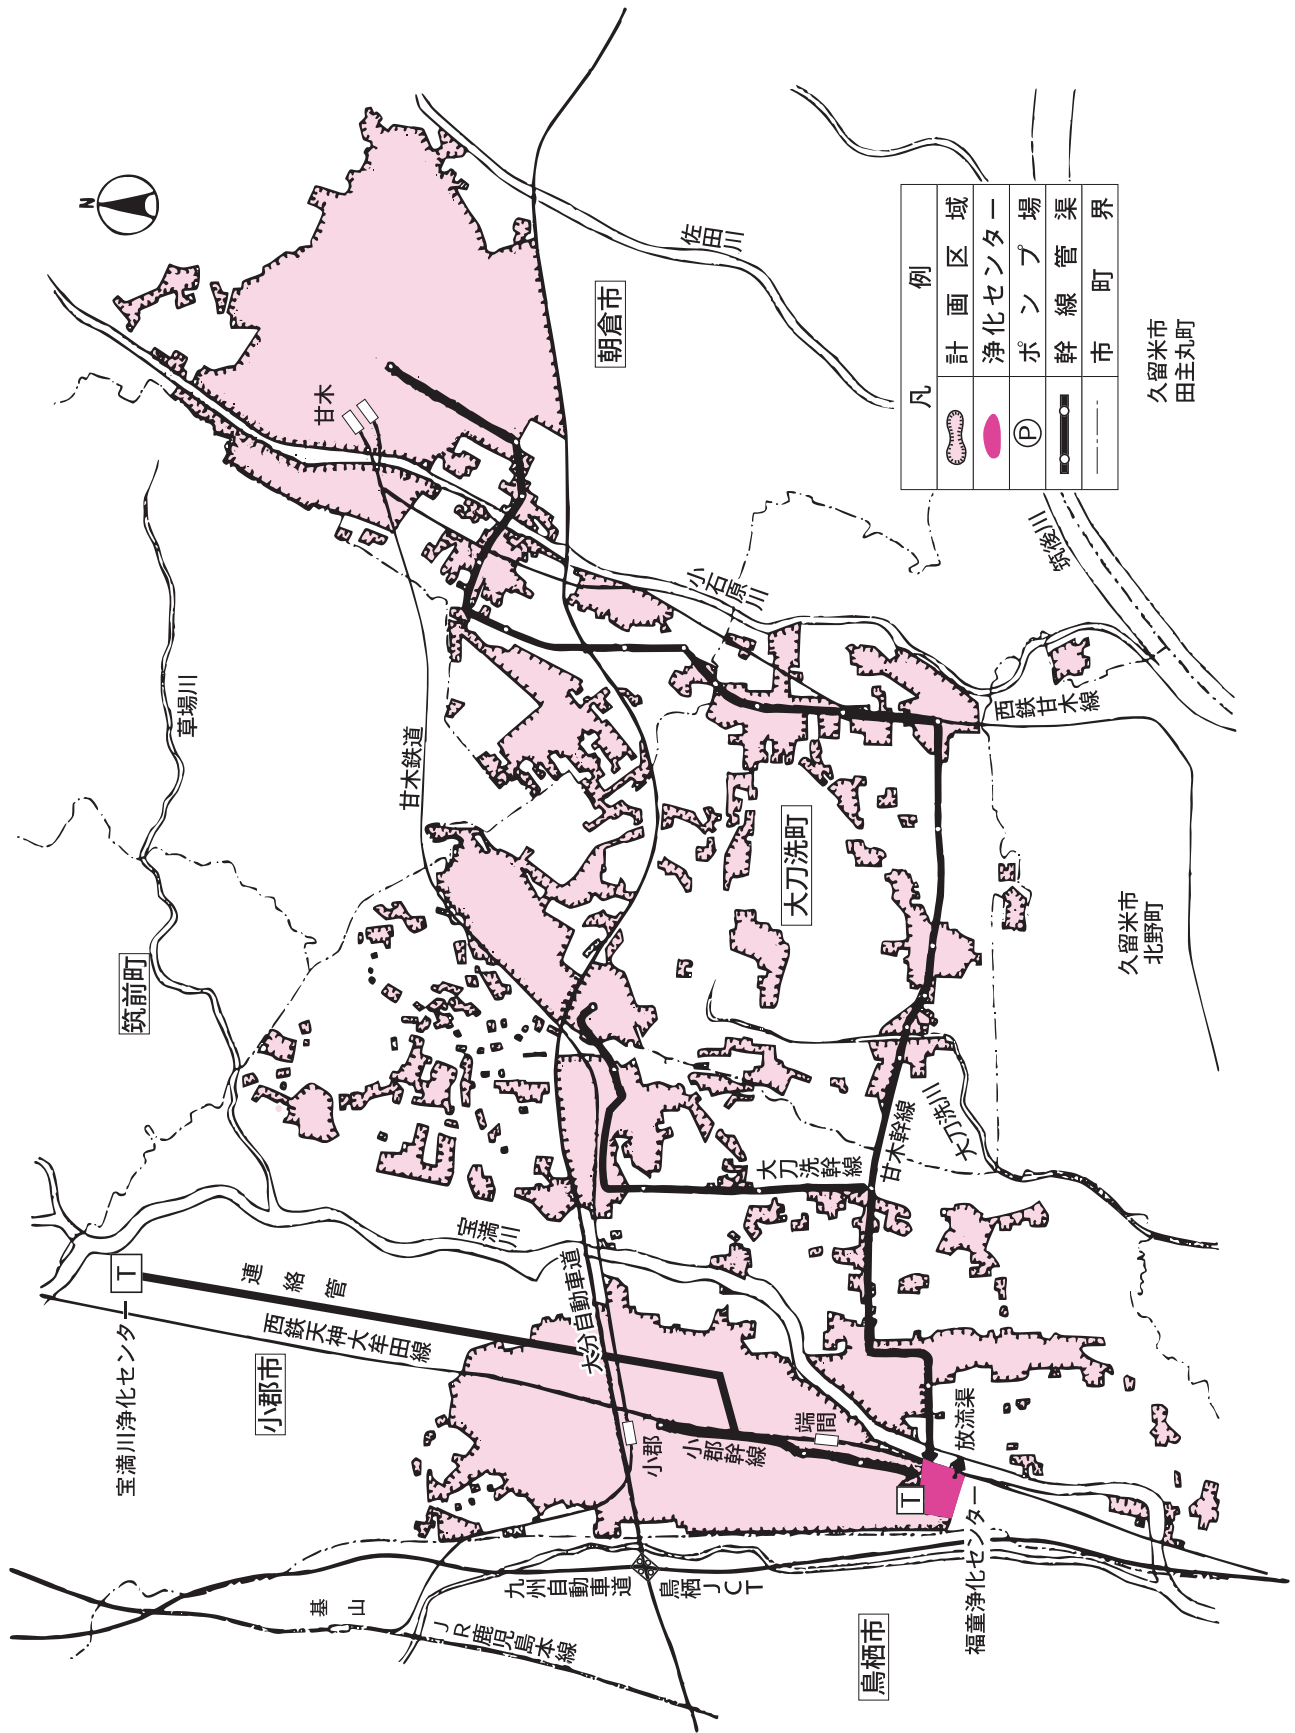 N
凡例
計画区域
浄化センター
P
ポンプ場
幹線管渠
市町界
久留米市
田主丸町
佐田川
朝倉市
甘木
草場川
甘木鉄道
小石原川
筑後川
西鉄甘木線
筑前町
大刀洗町
久留米市
北野町
大刀洗川
甘木幹線
大刀洗幹線
宝満川
T
連絡管
西鉄天神大牟田線
大分自動車道
宝満川浄化センター
小郡市
小郡
小郡幹線
端間
放流渠
T
福童浄化センター
九州自動車道
鳥栖JCT
基山
JR鹿児島本線
鳥栖市